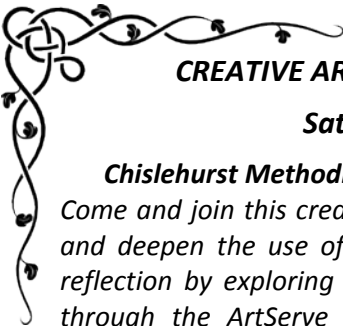 CREATIVE AR
Sat
Chislehurst Method
Come and join this crea
and deepen the use of
reflection by exploring
through the ArtServe